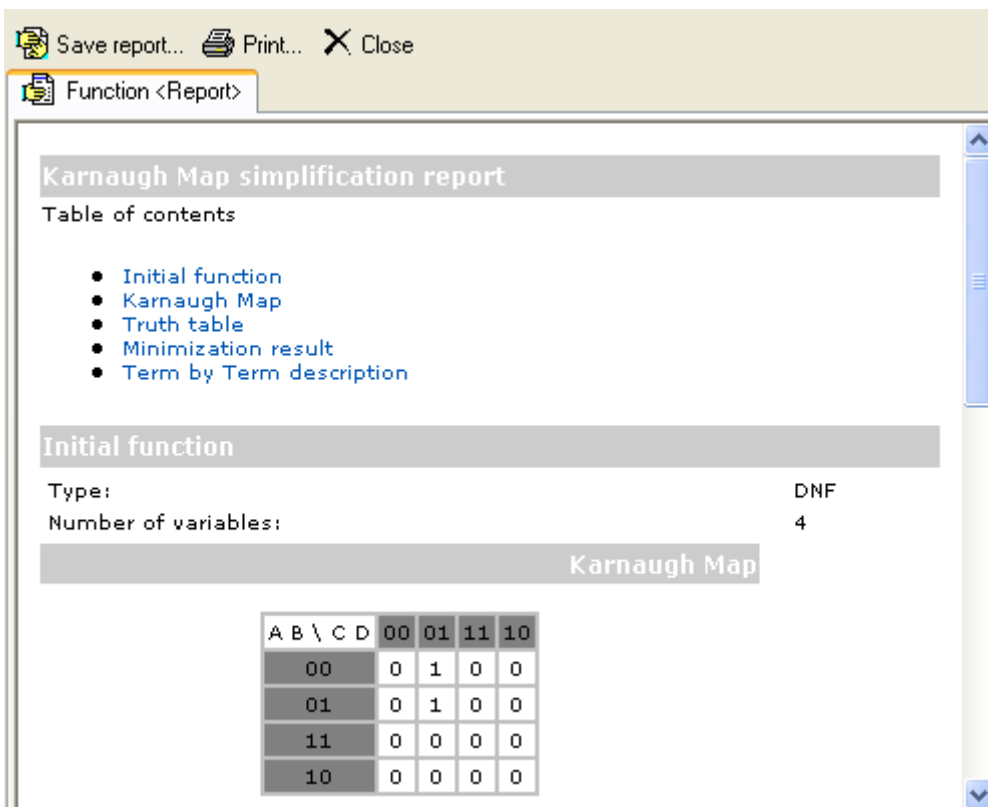 Save report... Print... Close
Function <Report>
Karnaugh Map simplification report
Table of contents
Initial function
Karnaugh Map
Truth table
Minimization result
Term by Term description
Initial function
Type: DNF
Number of variables: 4
Karnaugh Map
A B \ C D 00 01 11 10
00 0 1 0 0
01 0 1 0 0
11 0 0 0 0
10 0 0 0 0